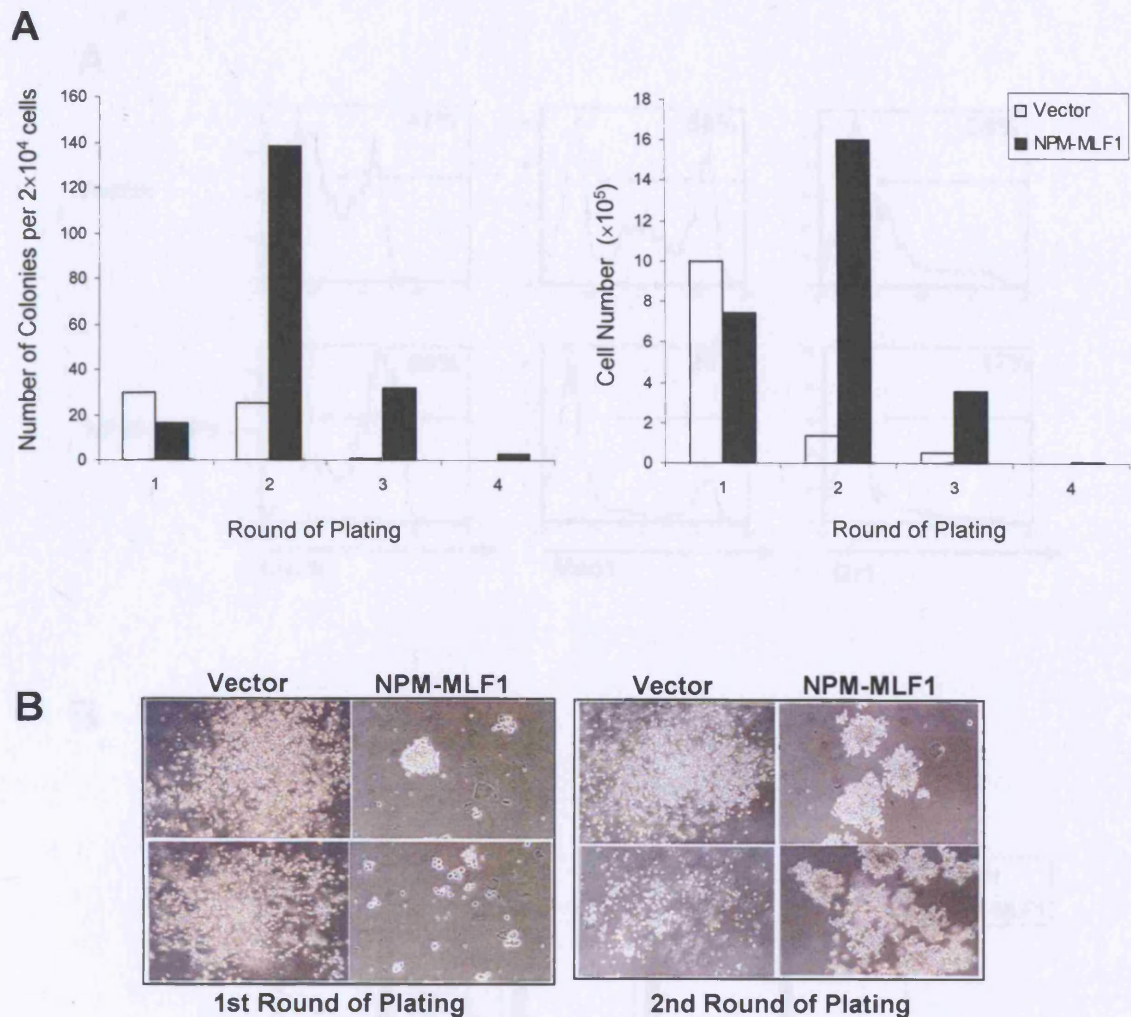 A
Number of Colonies per 2×10⁴ cells
160
140
120
100
80
60
40
20
0
1 2 3 4
Round of Plating
Cell Number (×10⁵)
18
16
14
12
10
8
6
4
2
0
1 2 3 4
Round of Plating
Vector
NPM-MLF1
B
Vector NPM-MLF1
1st Round of Plating
Vector NPM-MLF1
2nd Round of Plating